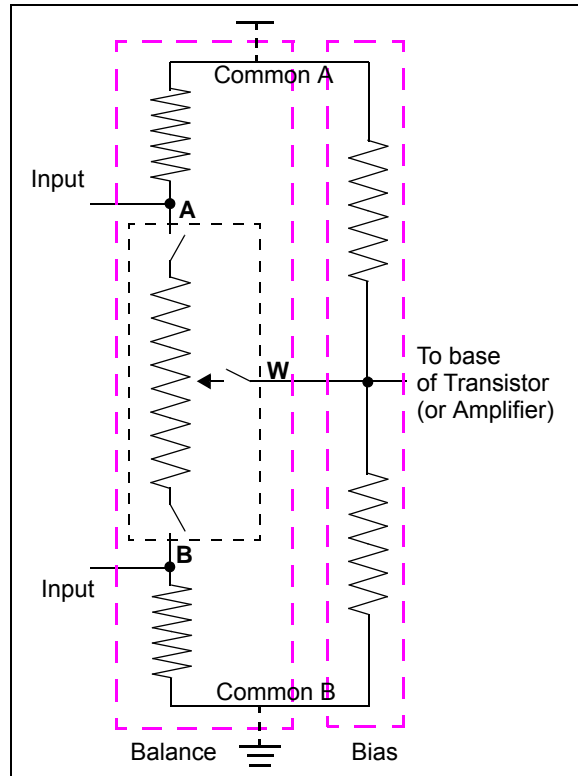 Common A
Input
A
W
To base
of Transistor
(or Amplifier)
B
Input
Common B
Balance
Bias